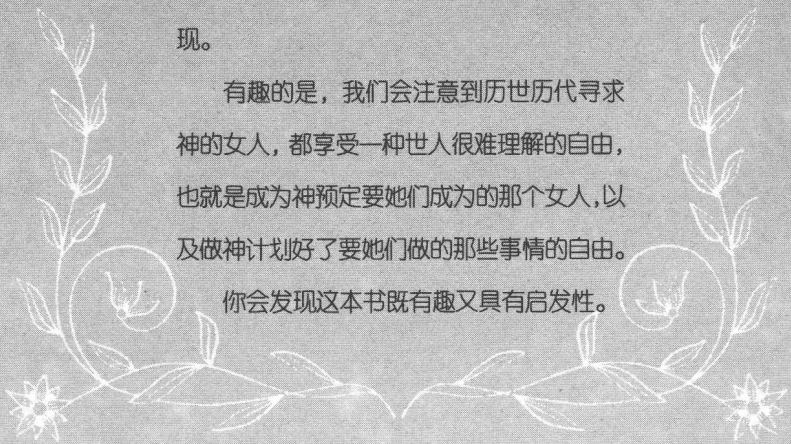 现。
有趣的是，我们会注意到历世历代寻求
神的女人，都享受一种世人很难理解的自由，
也就是成为神预定要她们成为的那个女人，以
及做神计划好了要她们做的那些事情的自由。
你会发现这本书既有趣又具有启发性。